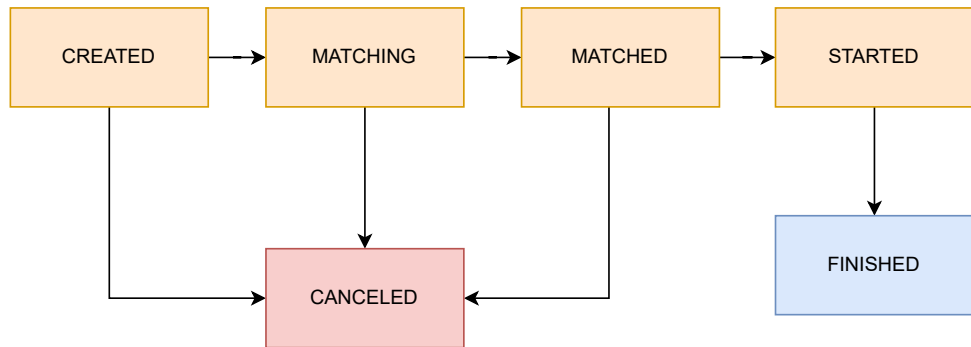 CREATED
MATCHING
MATCHED
STARTED
CANCELED
FINISHED